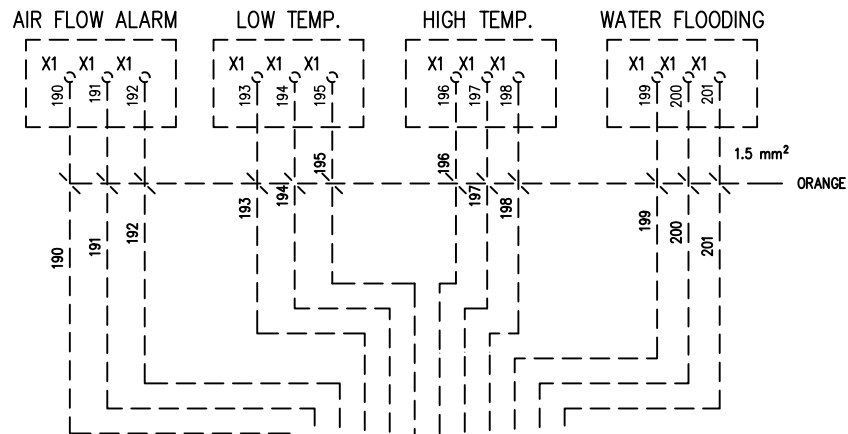 AIR FLOW ALARM LOW TEMP. HIGH TEMP. WATER FLOODING
X1 X1 X1 X1 X1 X1 X1 X1 X1 X1 X1 X1
190 191 192 193 194 195 196 197 198 199 200 201
1.5 mm²
195 196
ORANGE
193 194 197 198
190 191 192 199 200 201